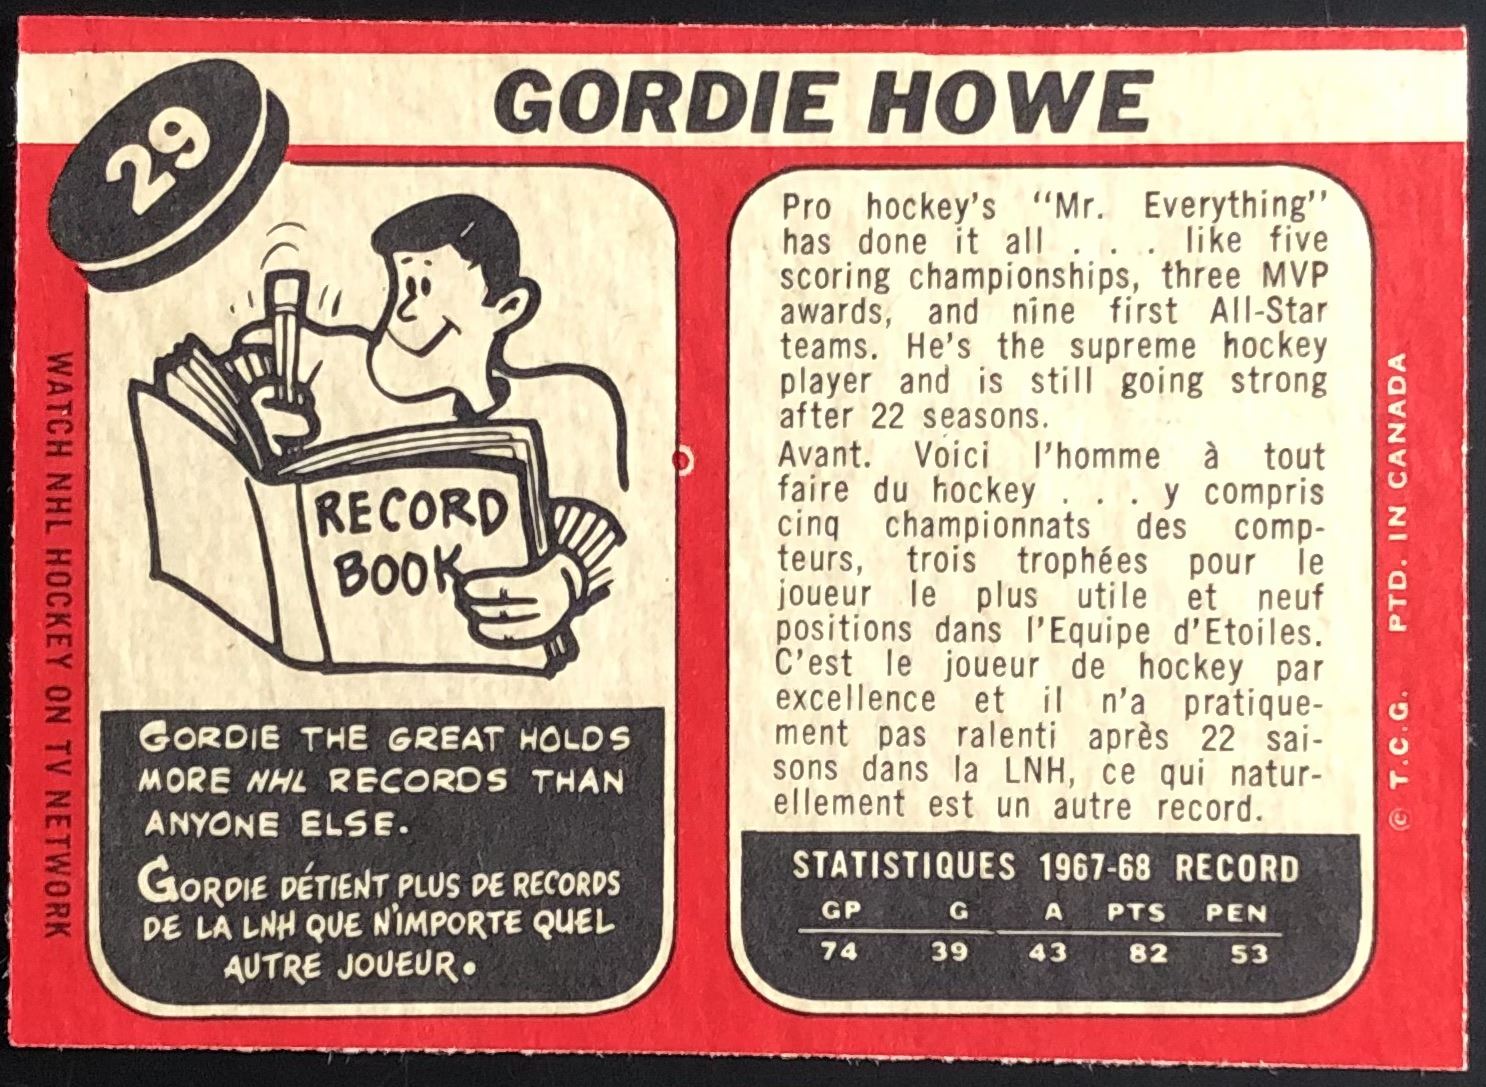 GORDIE HOWE
29
RECORD
BOOK
GORDIE THE GREAT HOLDS
MORE NHL RECORDS THAN
ANYONE ELSE.
GORDIE DÉTIENT PLUS DE RECORDS
DE LA LNH QUE N'IMPORTE QUEL
AUTRE JOUEUR.
WATCH NHL HOCKEY ON TV NETWORK
Pro hockey's "Mr. Everything"
has done it all . . . like five
scoring championships, three MVP
awards, and nine first All-Star
teams. He's the supreme hockey
player and is still going strong
after 22 seasons.
Avant. Voici l'homme à tout
faire du hockey . . . y compris
cinq championnats des comp-
teurs, trois trophées pour le
joueur le plus utile et neuf
positions dans l'Equipe d'Etoiles.
C'est le joueur de hockey par
excellence et il n'a pratique-
ment pas ralenti après 22 sai-
sons dans la LNH, ce qui natur-
ellement est un autre record.
STATISTIQUES 1967-68 RECORD
GP G A PTS PEN
74 39 43 82 53
© T.C.G. PTD. IN CANADA